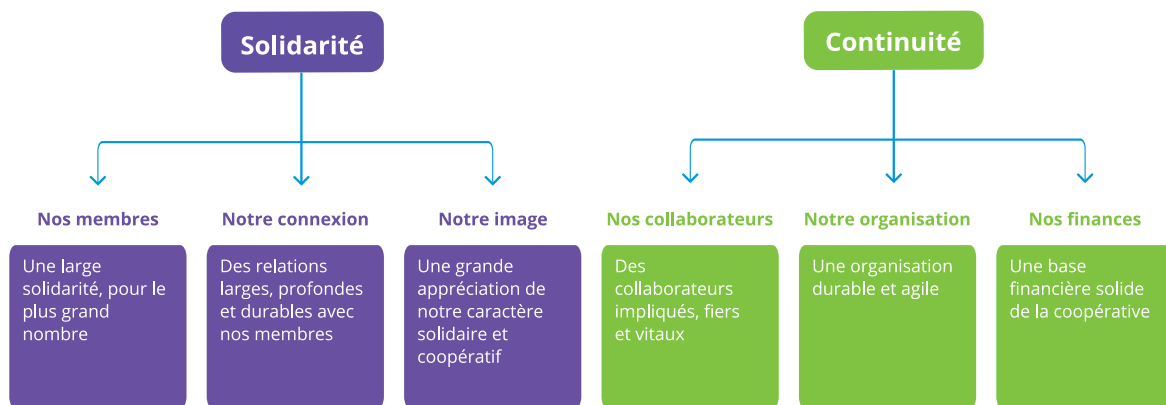 Solidarité
Continuité
Nos membres
Notre connexion
Notre image
Nos collaborateurs
Notre organisation
Nos finances
Une large
solidarité, pour le
plus grand
nombre
Des relations
larges, profondes
et durables avec
nos membres
Une grande
appréciation de
notre caractère
solidaire et
coopératif
Des
collaborateurs
impliqués, fiers
et vitaux
Une organisation
durable et agile
Une base
financière solide
de la coopérative